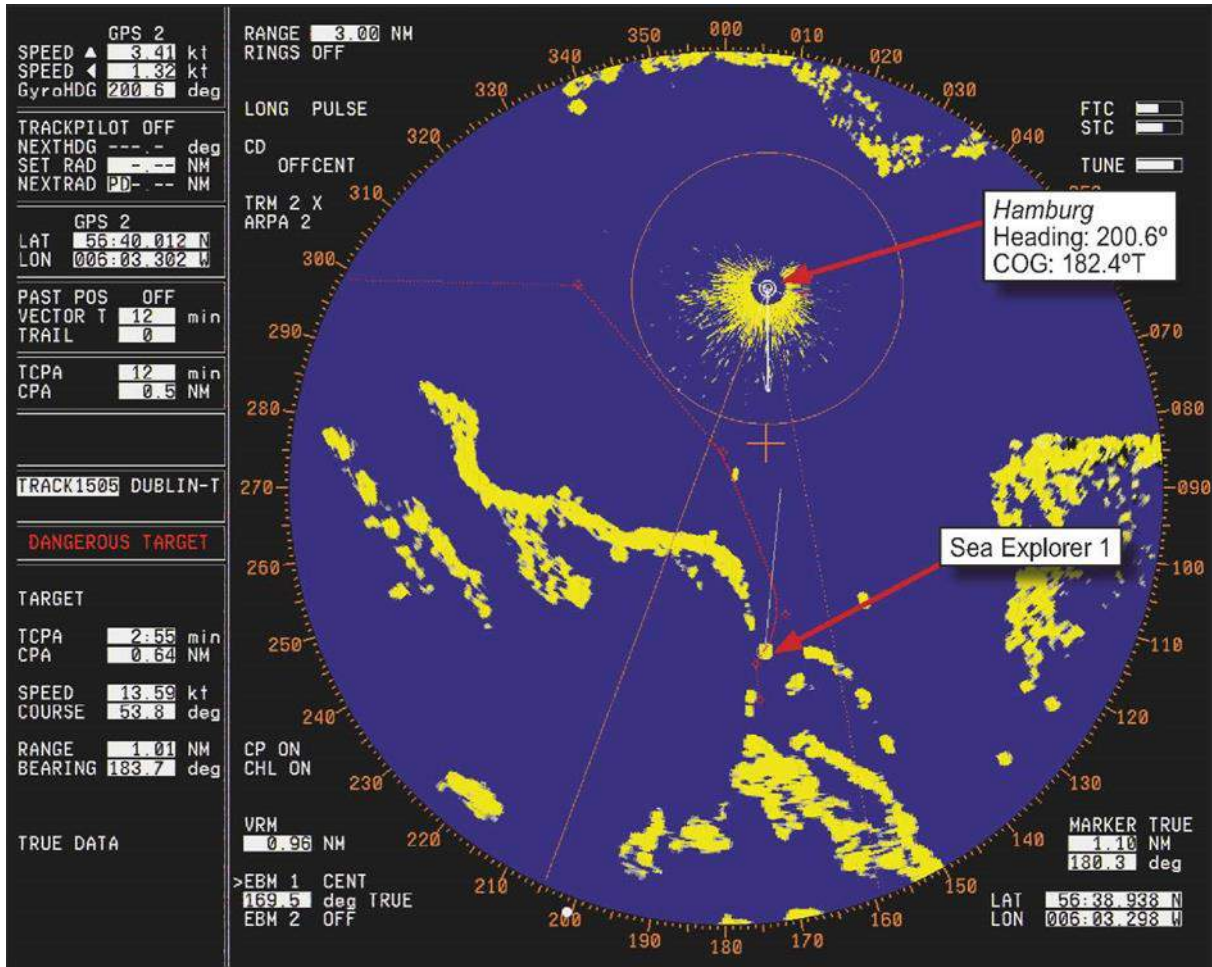 GPS 2
SPEED ▲ 3.41 kt
SPEED ◀ 1.32 kt
GyroHDG 200.6 deg
TRACKPILOT OFF
NEXTHDG ---.- deg
SET RAD -.-- NM
NEXTRAD PD-.-- NM
GPS 2
LAT 56:40.012 N
LON 006:03.302 W
PAST POS OFF
VECTOR T 12 min
TRAIL 0
TCPA 12 min
CPA 0.5 NM
TRACK1505 DUBLIN-T
DANGEROUS TARGET
TARGET
TCPA 2:55 min
CPA 0.64 NM
SPEED 13.59 kt
COURSE 53.8 deg
RANGE 1.01 NM
BEARING 183.7 deg
TRUE DATA
RANGE 3.00 NM
RINGS OFF
LONG PULSE
CD
OFFCENT
TRM 2 X
ARPA 2
FTC
STC
TUNE
000
010
020
030
040
070
080
090
100
110
120
130
140
150
160
170
180
190
200
210
220
230
240
250
260
270
280
290
300
310
320
330
340
350
Hamburg
Heading: 200.6º
COG: 182.4ºT
Sea Explorer 1
CP ON
CHL ON
VRM
0.96 NM
>EBM 1 CENT
169.5 deg TRUE
EBM 2 OFF
MARKER TRUE
1.10 NM
180.3 deg
LAT 56:38.938 N
LON 006:03.298 W